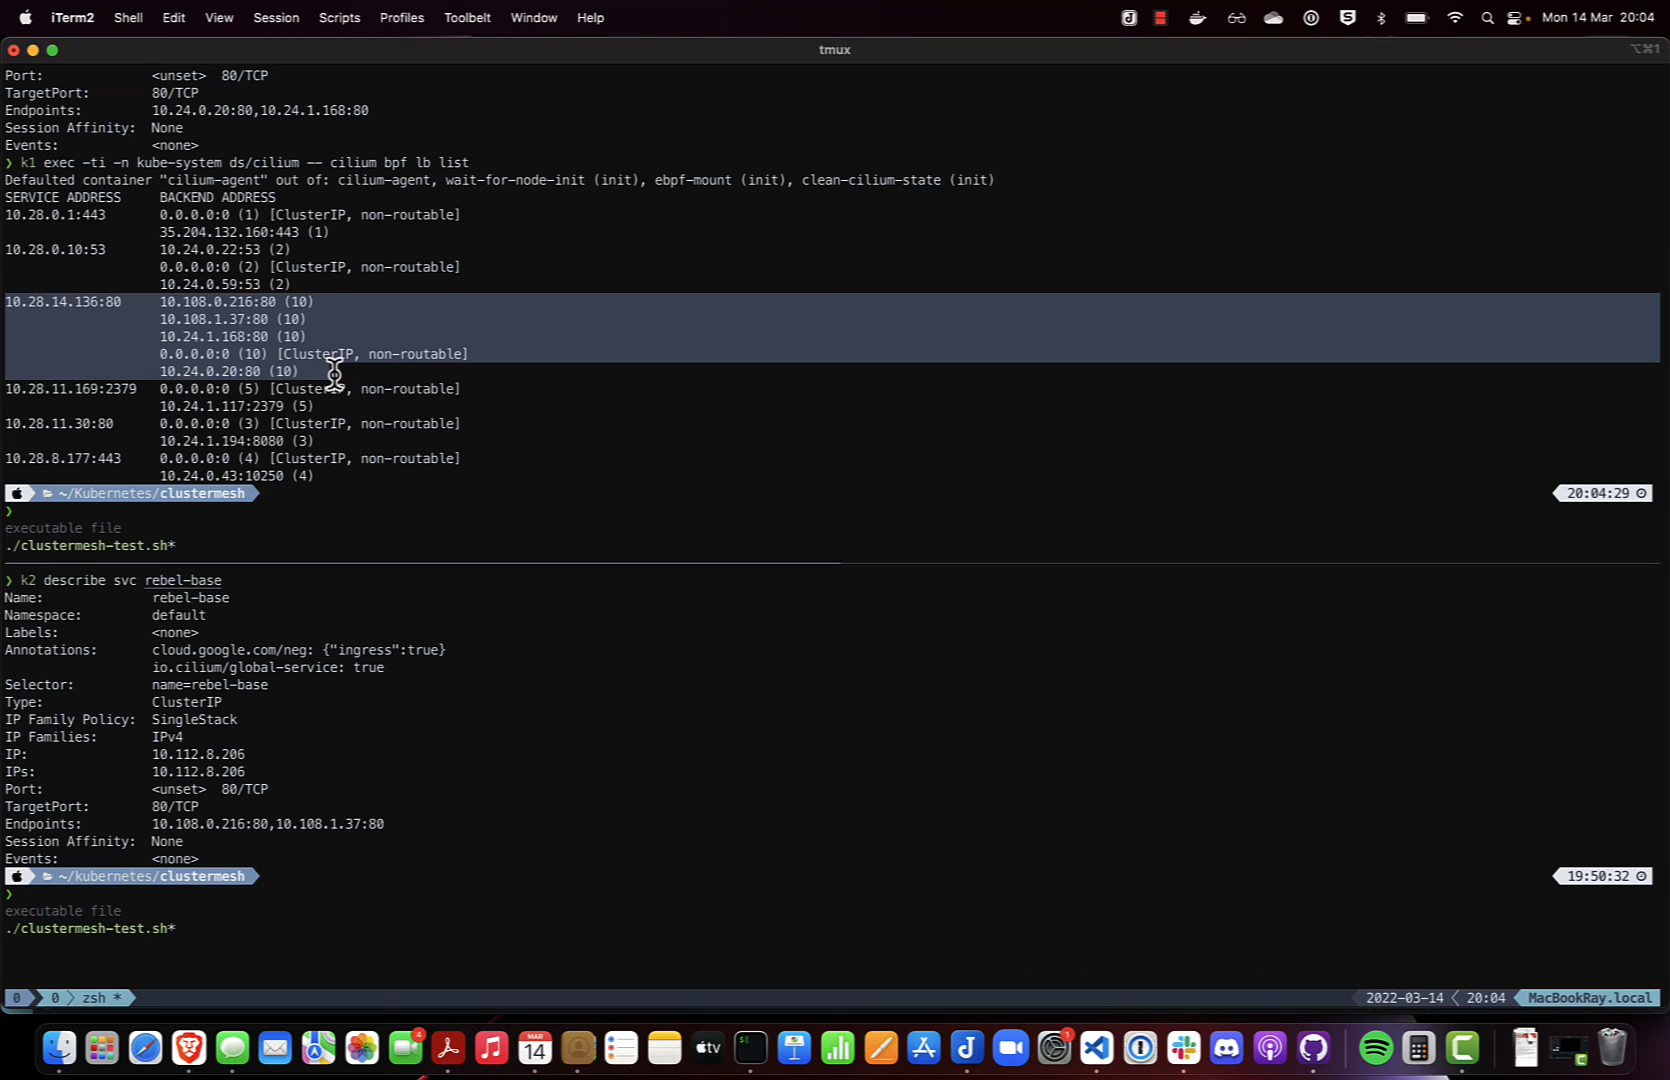 iTerm2 Shell Edit View Session Scripts Profiles Toolbelt Window Help Mon 14 Mar 20:04
tmux ⌥⌘1
Port: <unset> 80/TCP
TargetPort: 80/TCP
Endpoints: 10.24.0.20:80,10.24.1.168:80
Session Affinity: None
Events: <none>
❯ k1 exec -ti -n kube-system ds/cilium -- cilium bpf lb list
Defaulted container "cilium-agent" out of: cilium-agent, wait-for-node-init (init), ebpf-mount (init), clean-cilium-state (init)
SERVICE ADDRESS BACKEND ADDRESS
10.28.0.1:443 0.0.0.0:0 (1) [ClusterIP, non-routable]
35.204.132.160:443 (1)
10.28.0.10:53 10.24.0.22:53 (2)
0.0.0.0:0 (2) [ClusterIP, non-routable]
10.24.0.59:53 (2)
10.28.14.136:80 10.108.0.216:80 (10)
10.108.1.37:80 (10)
10.24.1.168:80 (10)
0.0.0.0:0 (10) [ClusterIP, non-routable]
10.24.0.20:80 (10)
10.28.11.169:2379 0.0.0.0:0 (5) [ClusterIP, non-routable]
10.24.1.117:2379 (5)
10.28.11.30:80 0.0.0.0:0 (3) [ClusterIP, non-routable]
10.24.1.194:8080 (3)
10.28.8.177:443 0.0.0.0:0 (4) [ClusterIP, non-routable]
10.24.0.43:10250 (4)
~/Kubernetes/clustermesh 20:04:29
❯
executable file
./clustermesh-test.sh*
❯ k2 describe svc rebel-base
Name: rebel-base
Namespace: default
Labels: <none>
Annotations: cloud.google.com/neg: {"ingress":true}
io.cilium/global-service: true
Selector: name=rebel-base
Type: ClusterIP
IP Family Policy: SingleStack
IP Families: IPv4
IP: 10.112.8.206
IPs: 10.112.8.206
Port: <unset> 80/TCP
TargetPort: 80/TCP
Endpoints: 10.108.0.216:80,10.108.1.37:80
Session Affinity: None
Events: <none>
~/kubernetes/clustermesh 19:50:32
❯
executable file
./clustermesh-test.sh*
0 0 zsh * 2022-03-14 20:04 MacBookRay.local
4 MAR 14 tv 1